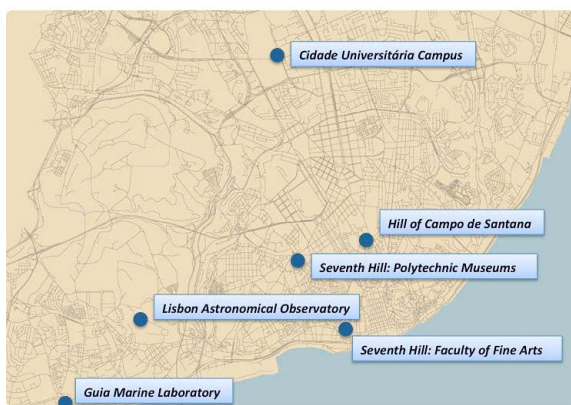 Cidade Universitária Campus
Hill of Campo de Santana
Seventh Hill: Polytechnic Museums
Lisbon Astronomical Observatory
Seventh Hill: Faculty of Fine Arts
Guia Marine Laboratory